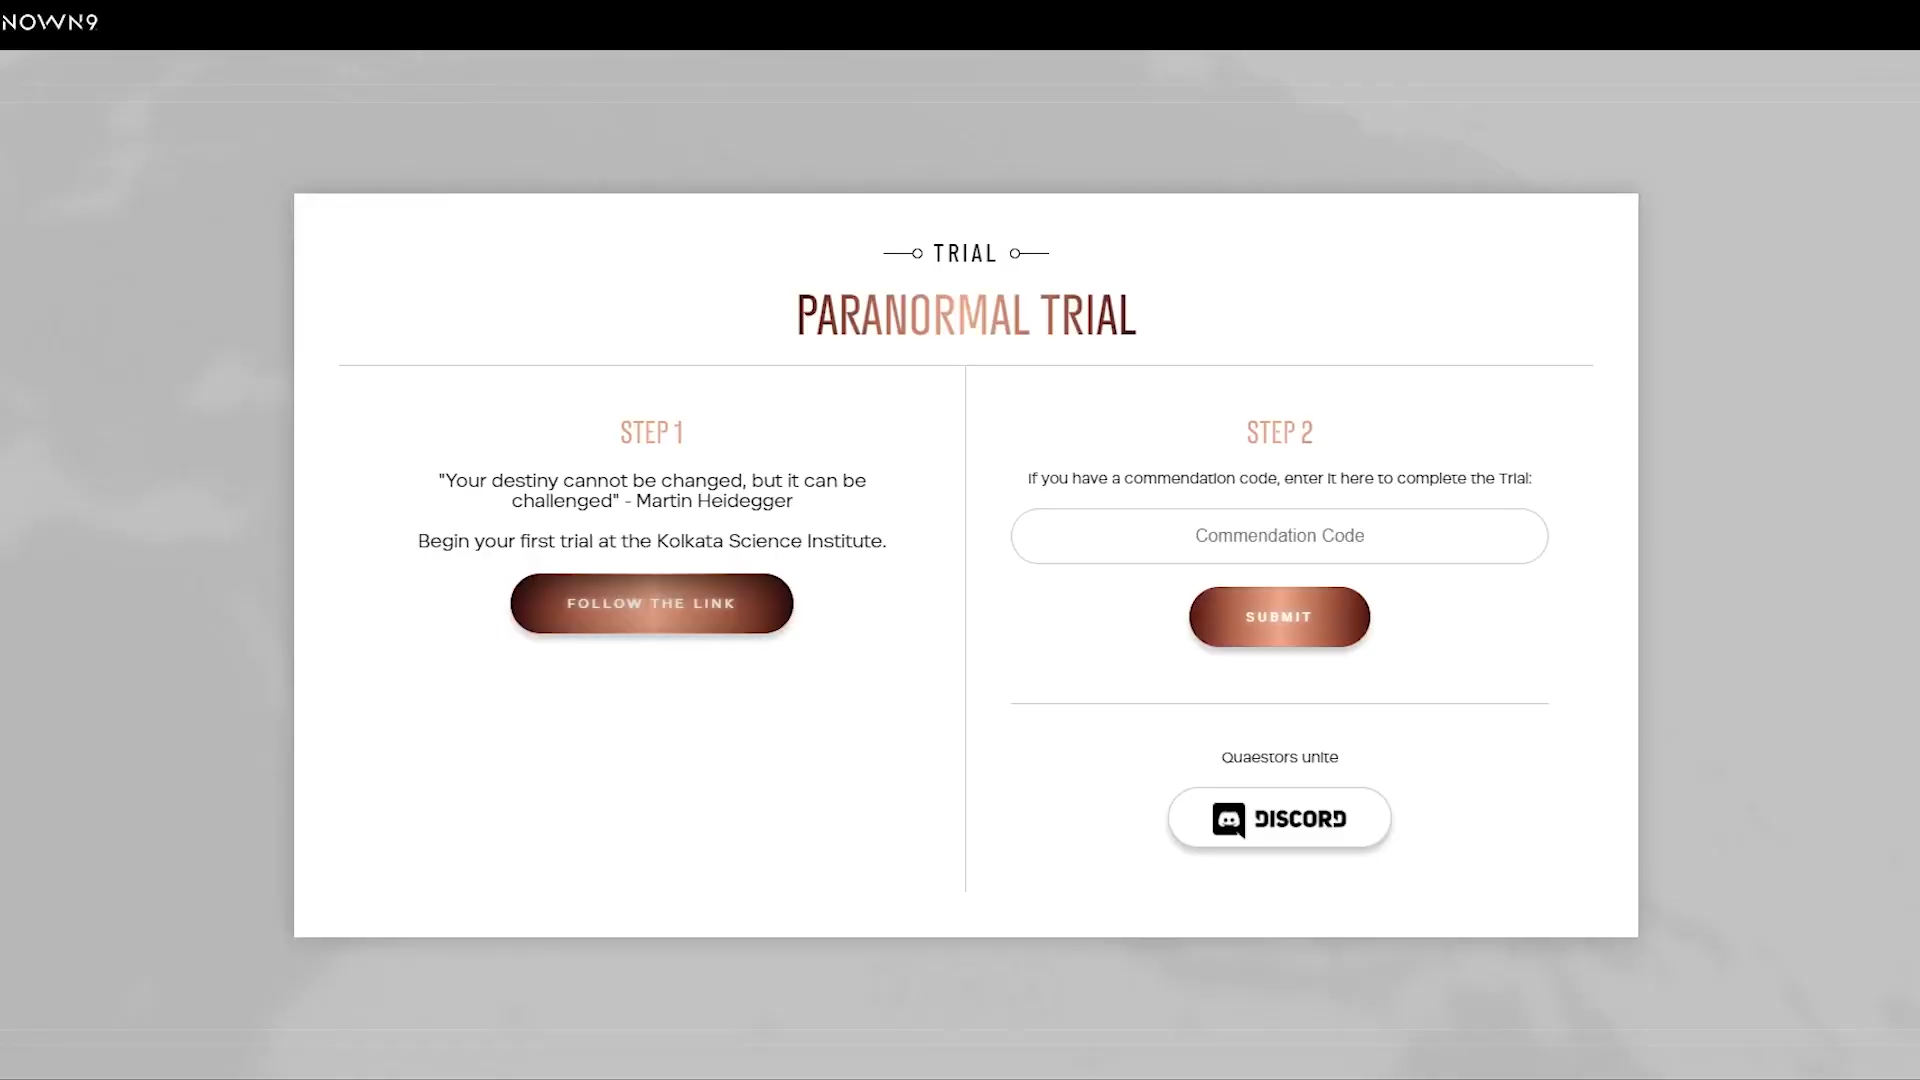 NOWN9
TRIAL
PARANORMAL TRIAL
STEP 1
"Your destiny cannot be changed, but it can be
challenged" - Martin Heidegger
Begin your first trial at the Kolkata Science Institute.
FOLLOW THE LINK
STEP 2
If you have a commendation code, enter it here to complete the Trial:
Commendation Code
SUBMIT
Quaestors unite
DISCORD